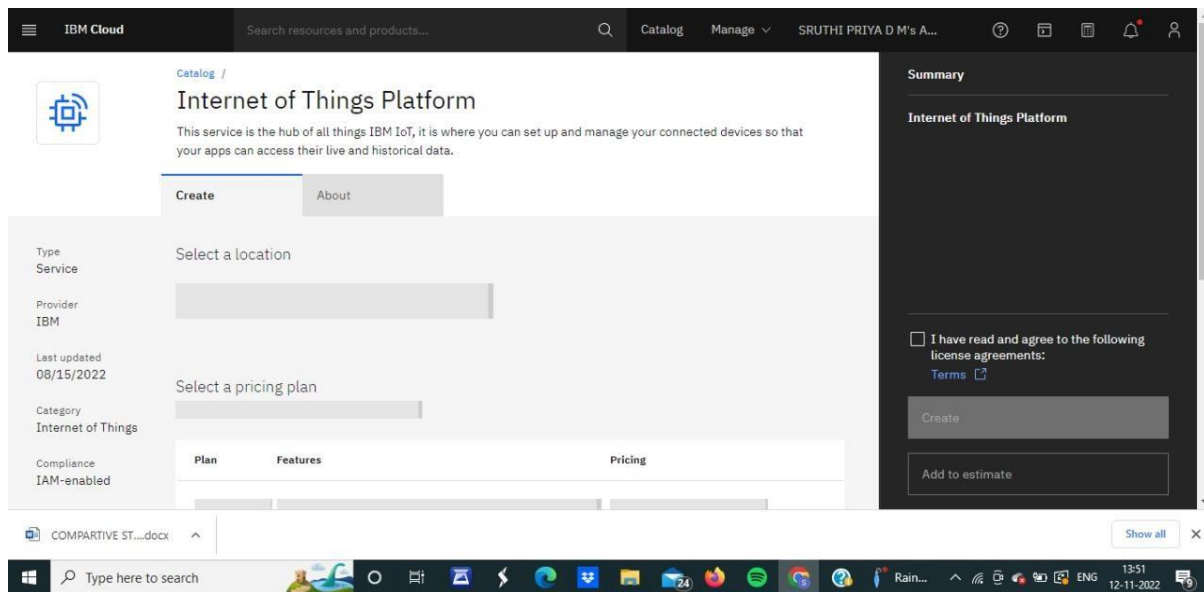 IBM Cloud
Search resources and products...
Catalog
Manage
SRUTHI PRIYA D M's A...
Catalog /
Internet of Things Platform
This service is the hub of all things IBM IoT, it is where you can set up and manage your connected devices so that
your apps can access their live and historical data.
Create
About
Type
Service
Provider
IBM
Last updated
08/15/2022
Category
Internet of Things
Compliance
IAM-enabled
Select a location
Select a pricing plan
Plan
Features
Pricing
Summary
Internet of Things Platform
I have read and agree to the following
license agreements:
Terms
Create
Add to estimate
COMPARTIVE ST....docx
Show all
Type here to search
24
Rain...
ENG
13:51
12-11-2022
9